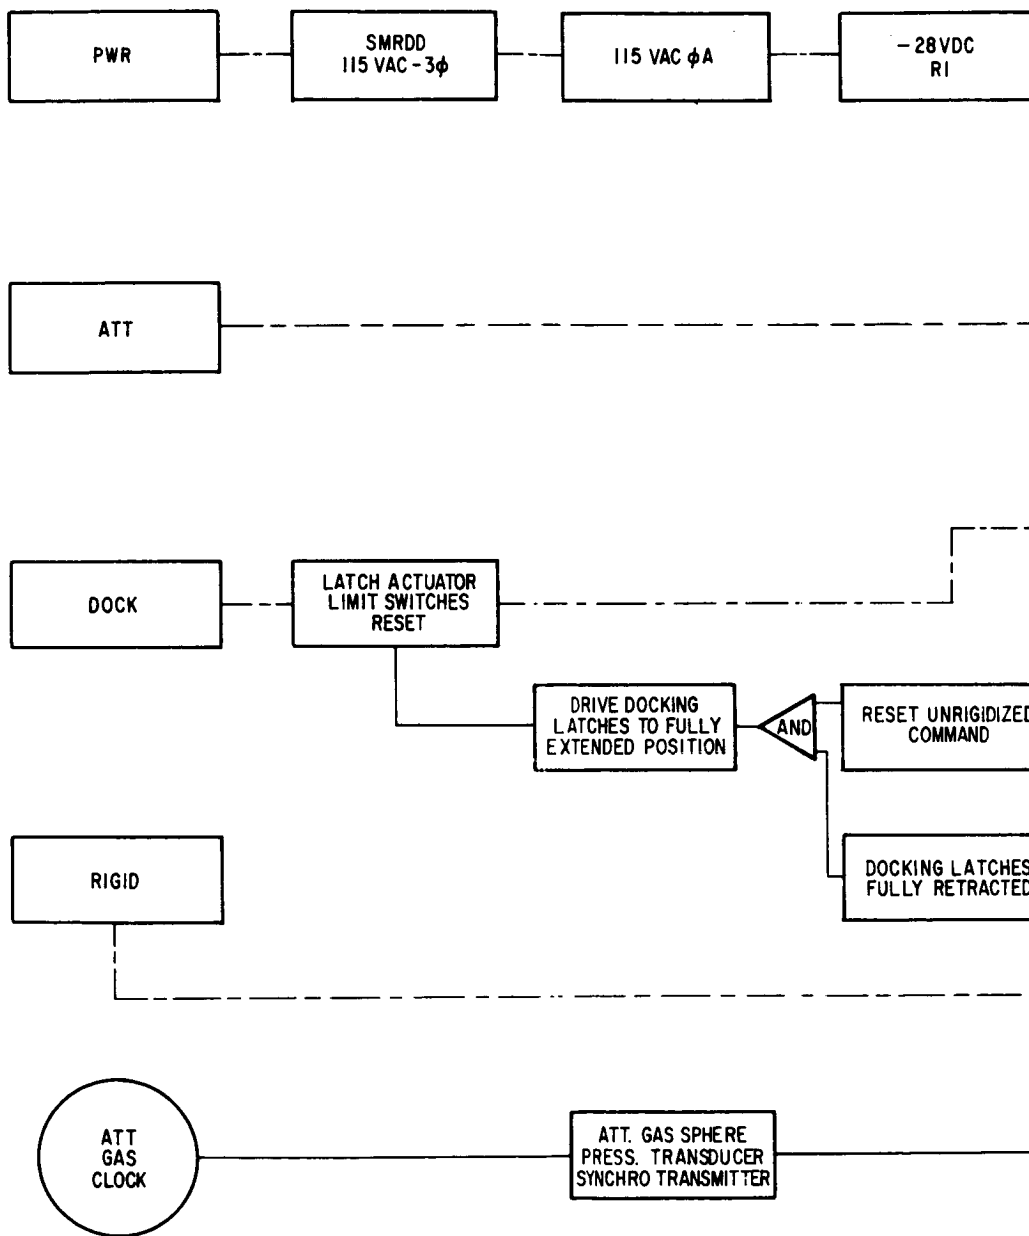 PWR
SMRDD
115 VAC-3ϕ
115 VAC ϕA
-28VDC
R1
ATT
DOCK
LATCH ACTUATOR
LIMIT SWITCHES
RESET
DRIVE DOCKING
LATCHES TO FULLY
EXTENDED POSITION
AND
RESET UNRIGIDIZED
COMMAND
RIGID
DOCKING LATCHES
FULLY RETRACTED
ATT
GAS
CLOCK
ATT. GAS SPHERE
PRESS. TRANSDUCER
SYNCHRO TRANSMITTER